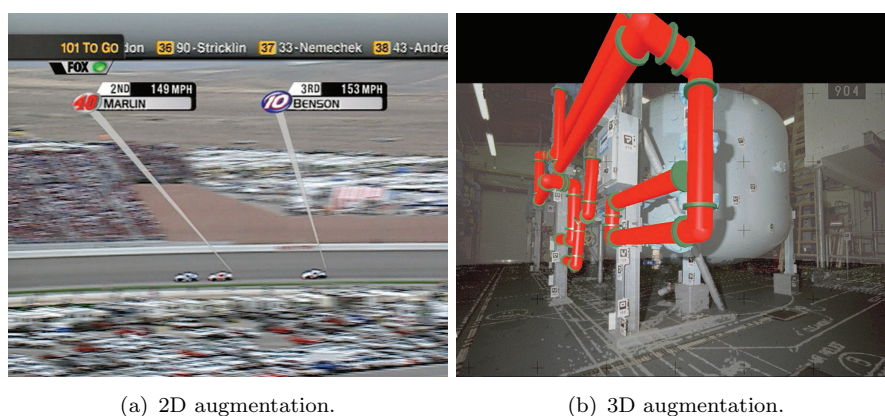 101 To Go don 36 90-Stricklin 37 33-Nemechek 38 43-Andre
FOX
2ND 149 MPH
40 MARLIN
3RD 153 MPH
10 BENSON
904
(a) 2D augmentation.
(b) 3D augmentation.